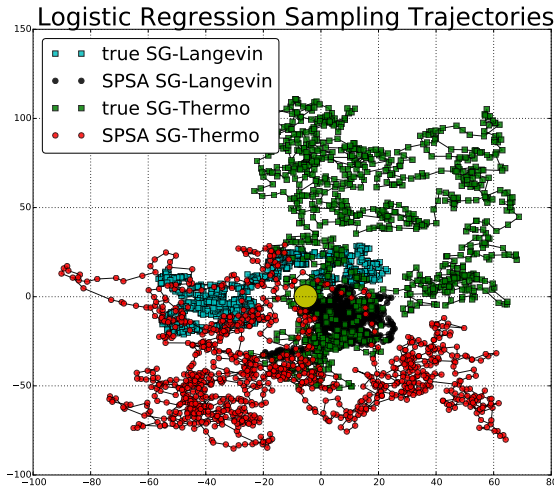 Logistic Regression Sampling Trajectories
150
100
50
0
−50
−100
true SG-Langevin
SPSA SG-Langevin
true SG-Thermo
SPSA SG-Thermo
−100 −80 −60 −40 −20 0 20 40 60 80